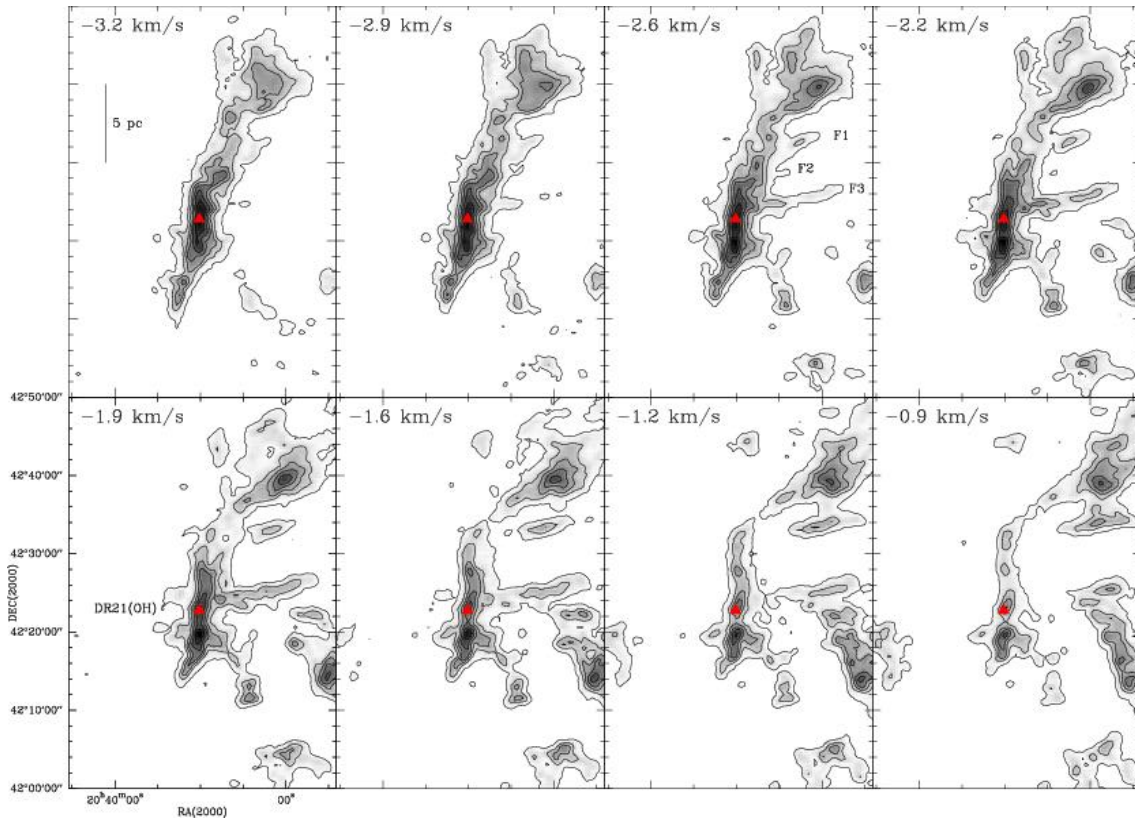 −3.2 km/s
−2.9 km/s
−2.6 km/s
−2.2 km/s
5 pc
F1
F2
F3
42°50′00″
−1.9 km/s
−1.6 km/s
−1.2 km/s
−0.9 km/s
42°40′00″
42°30′00″
DR21(OH)
42°20′00″
42°10′00″
42°00′00″
DEC(2000)
20ʰ40ᵐ00ˢ
00ˢ
RA(2000)